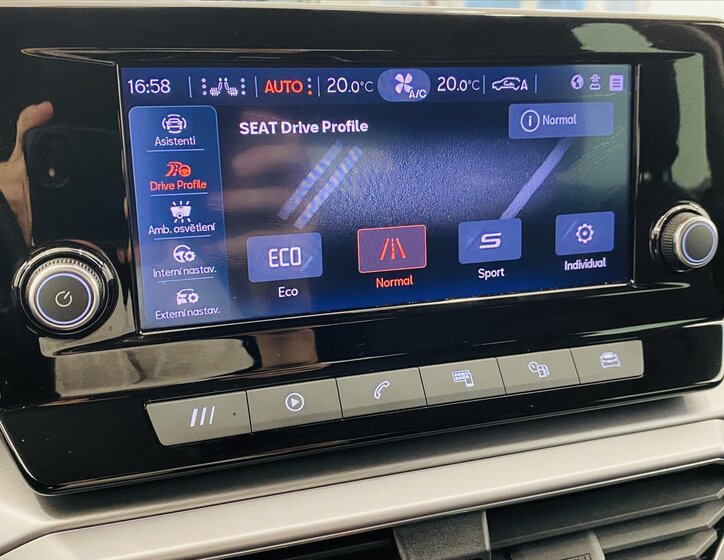 16:58 AUTO 20.0°C A/C 20.0°C A
SEAT Drive Profile
i Normal
Asistenti
Drive Profile
Amb. osvětlení
Interní nastav.
Externí nastav.
ECO S
Eco Normal Sport Individual